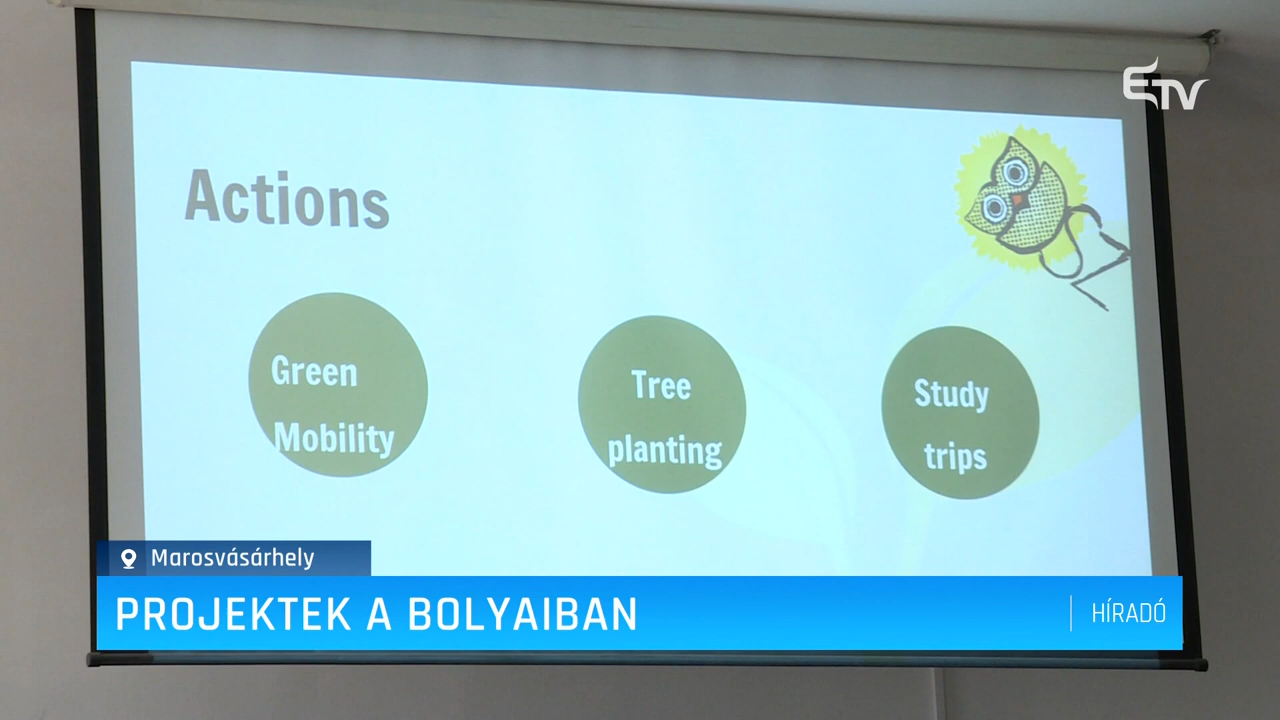 ETV
Actions
Green
Mobility
Tree
planting
Study
trips
Marosvásárhely
PROJEKTEK A BOLYAIBAN
HÍRADÓ